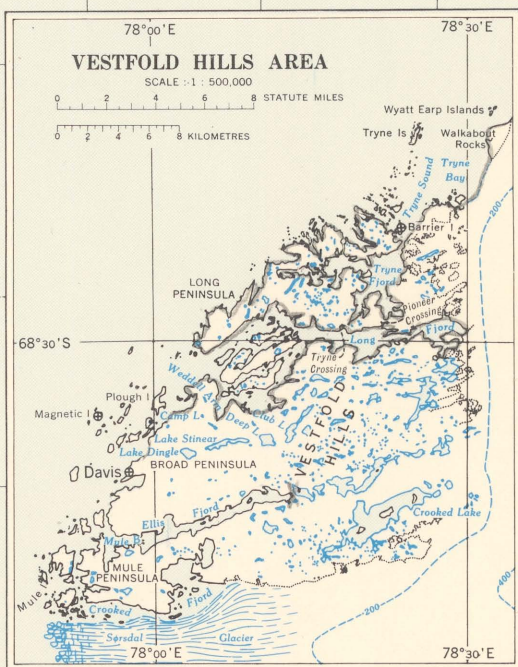 78°00'E
78°30'E
VESTFOLD HILLS AREA
SCALE :-1 : 500,000
0 2 4 6 8 STATUTE MILES
0 2 4 6 8 KILOMETRES
Wyatt Earp Islands
Tryne Is
Walkabout
Rocks
Tryne
Bay
Tryne Sound
200
Barrier I
Tryne
Fjord
LONG
PENINSULA
Pioneer
Crossing
68°30'S
Long
Fjord
Tryne
Crossing
Weddell
Plough I
Magnetic I
Camp L.
Deep
Club L.
Lake Stinear
Lake Dingle
VESTFOLD
HILLS
Davis
BROAD PENINSULA
Ellis Fjord
Crooked Lake
Mule P.
MULE
PENINSULA
Mule I
Crooked
Fjord
Sørsdal Glacier
200
400
78°00'E
78°30'E